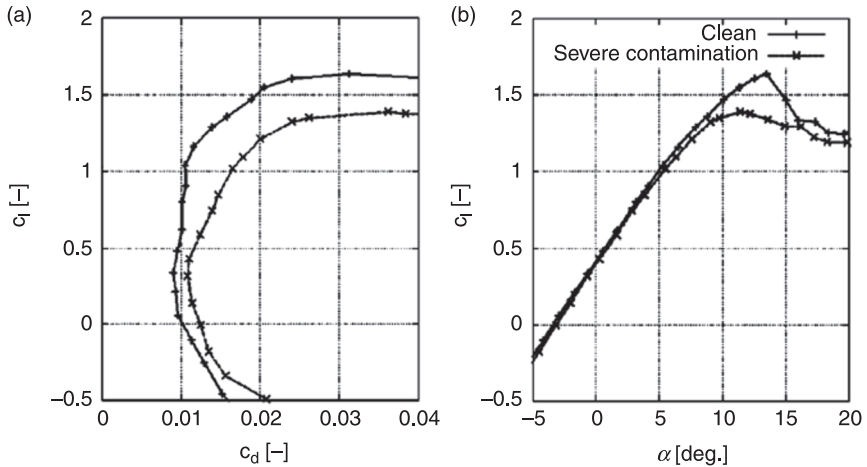 (a)
2
1.5
1
0.5
0
−0.5
c_l [−]
0
0.01
0.02
0.03
0.04
c_d [−]
(b)
2
1.5
1
0.5
0
−0.5
c_l [−]
Clean
Severe contamination
−5
0
5
10
15
20
α [deg.]